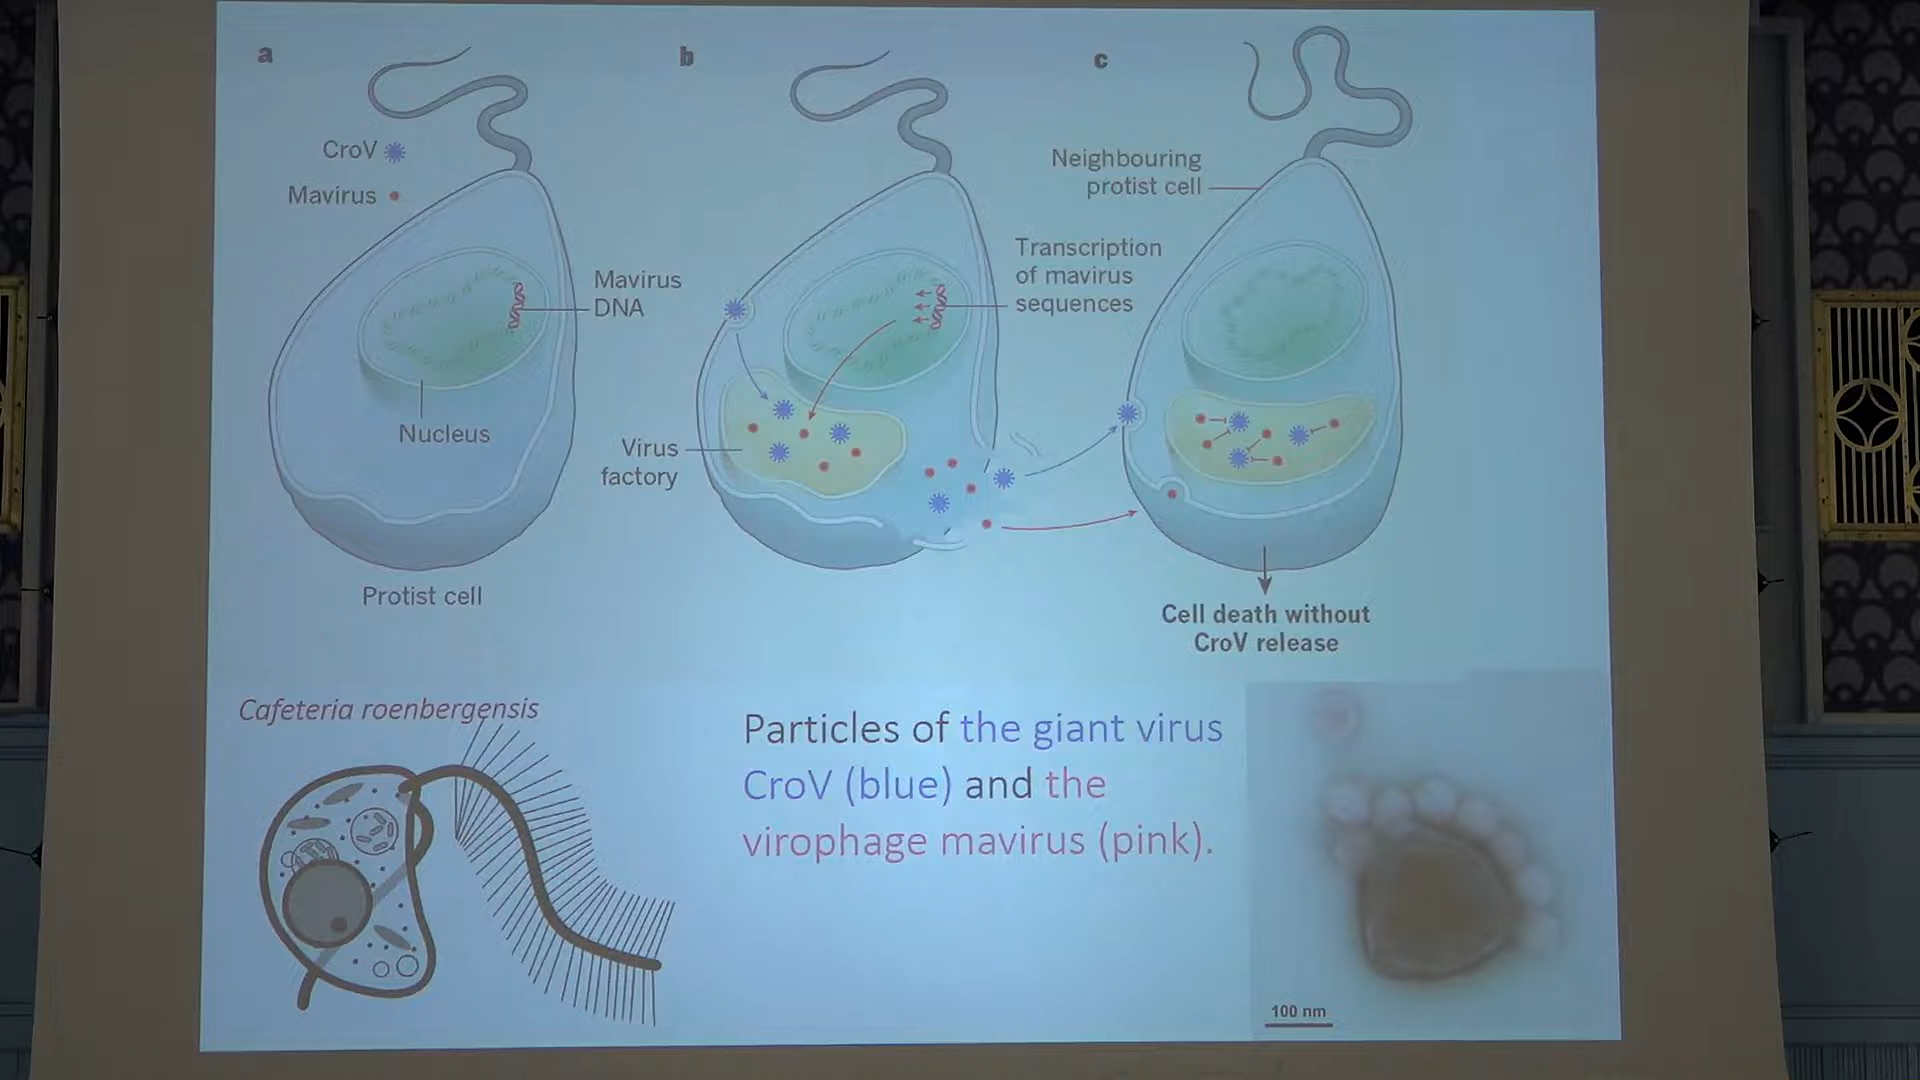 a
CroV
Mavirus
Mavirus
DNA
Nucleus
Protist cell
b
Transcription
of mavirus
sequences
Virus
factory
c
Neighbouring
protist cell
Cell death without
CroV release
Cafeteria roenbergensis
Particles of the giant virus
CroV (blue) and the
virophage mavirus (pink).
100 nm